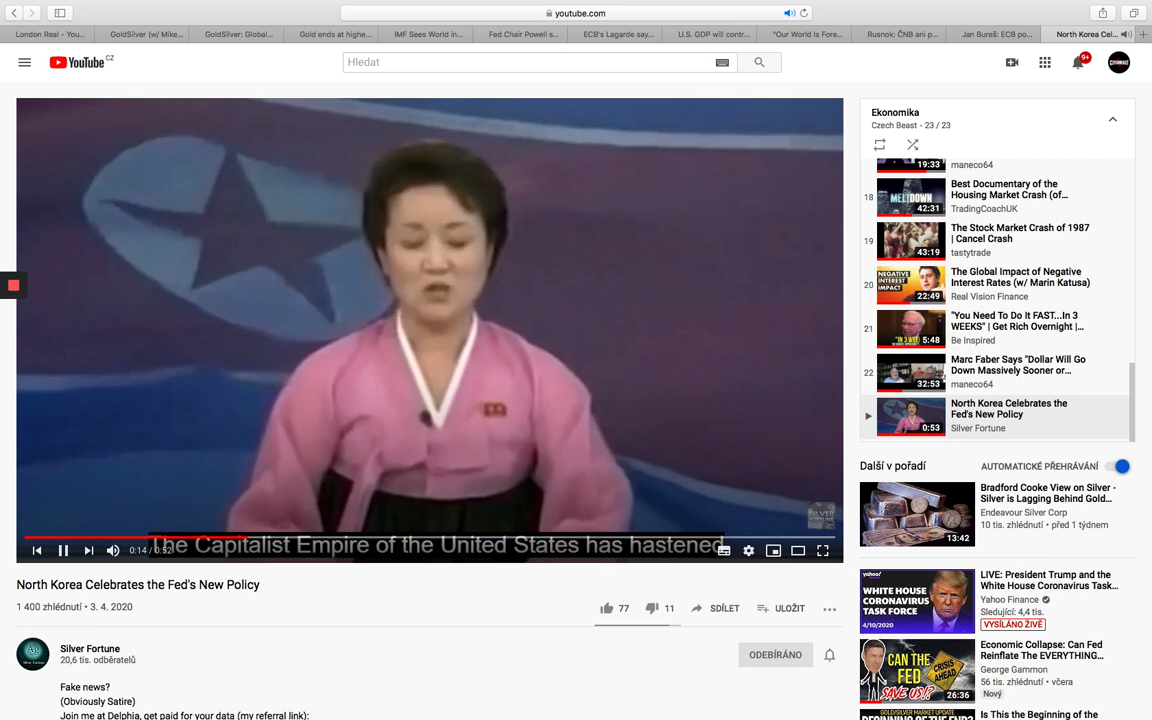 youtube.com
London Real - You...
GoldSilver (w/ Mike...
GoldSilver: Global...
Gold ends at highe...
IMF Sees World in...
Fed Chair Powell s...
ECB's Lagarde say...
U.S. GDP will contr...
"Our World Is Fore...
Rusnok: ČNB ani p...
Jan Bureš: ECB po...
North Korea Cel...
YouTube CZ
Hledat
9+
The Capitalist Empire of the United States has hastened
0:14 / 0:52
SILVER
FORTUNE
North Korea Celebrates the Fed's New Policy
1 400 zhlédnutí • 3. 4. 2020
77
11
SDÍLET
ULOŽIT
Silver Fortune
20,6 tis. odběratelů
ODEBÍRÁNO
Fake news?
(Obviously Satire)
Join me at Delphia, get paid for your data (my referral link):
Ekonomika
Czech Beast - 23 / 23
19:33
maneco64
18
MELTDOWN
42:31
Best Documentary of the
Housing Market Crash (of...
TradingCoachUK
19
43:19
The Stock Market Crash of 1987
| Cancel Crash
tastytrade
20
NEGATIVE
INTEREST
IMPACT
22:49
The Global Impact of Negative
Interest Rates (w/ Marin Katusa)
Real Vision Finance
21
5:48
"You Need To Do It FAST...In 3
WEEKS" | Get Rich Overnight |...
Be Inspired
22
32:53
Marc Faber Says "Dollar Will Go
Down Massively Sooner or...
maneco64
0:53
North Korea Celebrates the
Fed's New Policy
Silver Fortune
Další v pořadí
AUTOMATICKÉ PŘEHRÁVÁNÍ
13:42
Bradford Cooke View on Silver -
Silver is Lagging Behind Gold...
Endeavour Silver Corp
10 tis. zhlédnutí • před 1 týdnem
yahoo!
WHITE HOUSE
CORONAVIRUS
TASK FORCE
4/10/2020
LIVE: President Trump and the
White House Coronavirus Task...
Yahoo Finance
Sledující: 4,4 tis.
VYSÍLÁNO ŽIVĚ
CAN THE
FED
SAVE US!?
CRISIS
AHEAD
26:36
Economic Collapse: Can Fed
Reinflate The EVERYTHING...
George Gammon
56 tis. zhlédnutí • včera
Nový
GOLD/SILVER MARKET UPDATE
Is This the Beginning of the